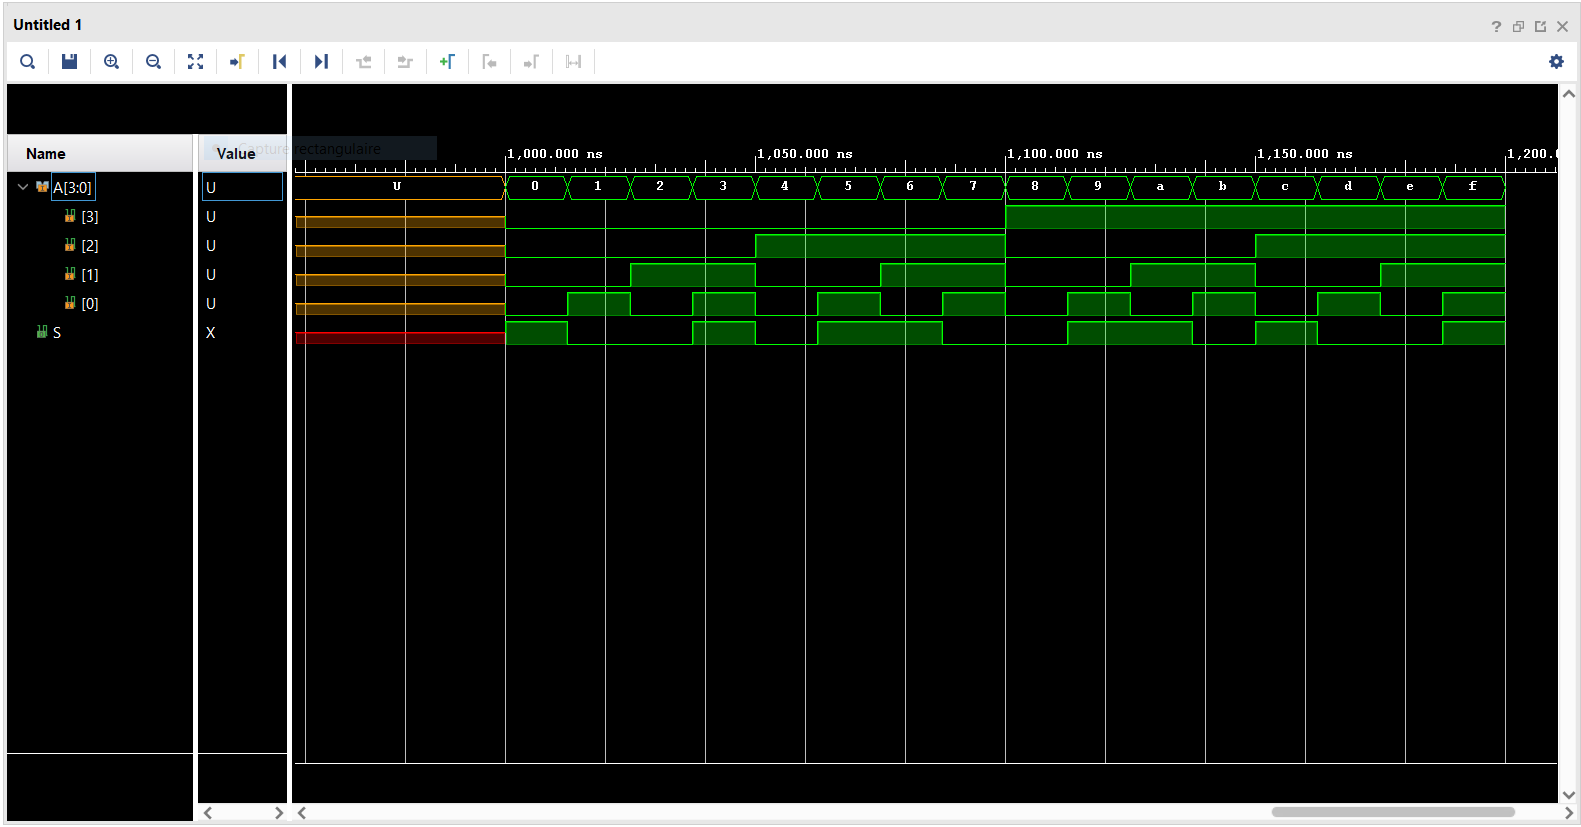 Untitled 1
Capture rectangulaire
Name Value
1,000.000 ns 1,050.000 ns 1,100.000 ns 1,150.000 ns 1,200.0
A[3:0] U U 0 1 2 3 4 5 6 7 8 9 a b c d e f
[3] U
[2] U
[1] U
[0] U
S X